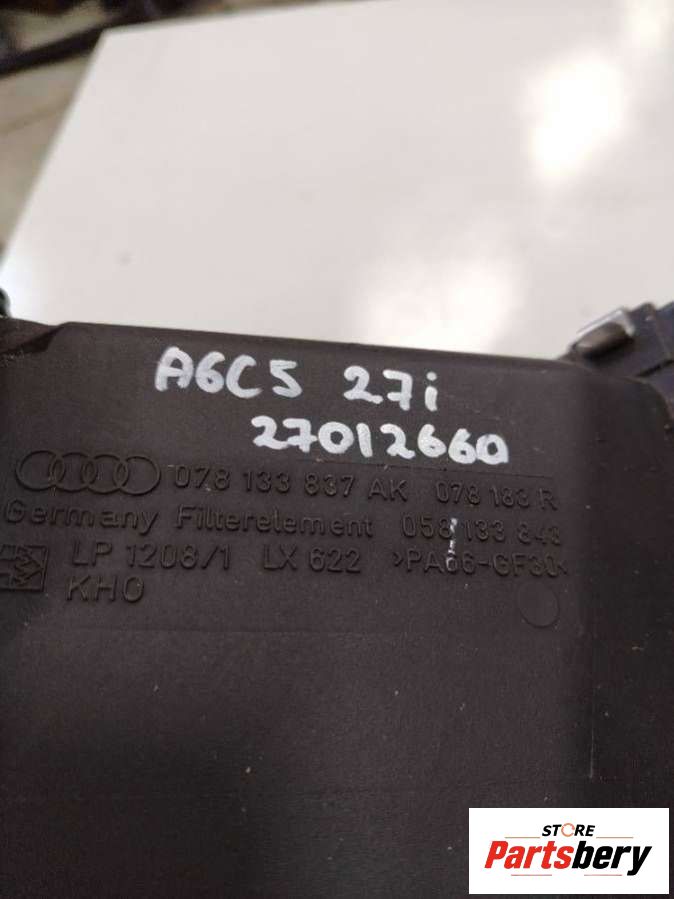 A6C5 27i
27012660
078 133 837 AK 078 133 R
Germany Filterelement 058 133 843
LP 1208/1 LX 622 >PA66-GF30<
KHO
STORE
Partsbery